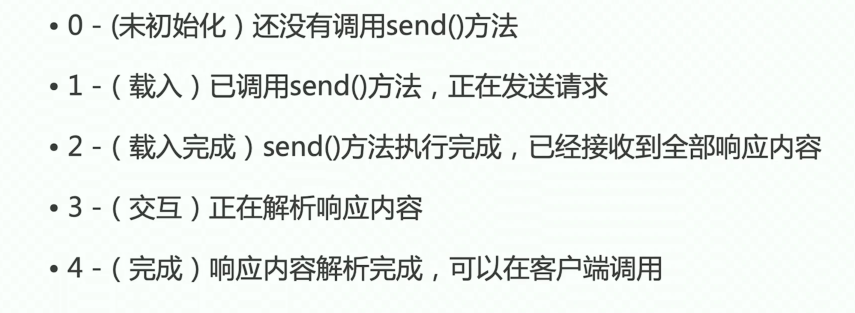 • 0 - (未初始化）还没有调用send()方法
• 1 -（ 载入 ）已调用send()方法，正在发送请求
• 2 -（ 载入完成 ）send()方法执行完成，已经接收到全部响应内容
• 3 -（ 交互 ）正在解析响应内容
• 4 -（ 完成 ）响应内容解析完成，可以在客户端调用